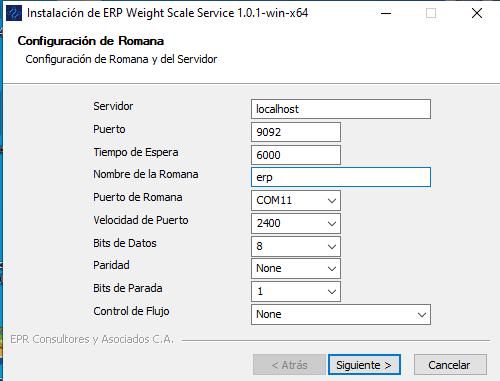 Instalación de ERP Weight Scale Service 1.0.1-win-x64
Configuración de Romana
Configuración de Romana y del Servidor
Servidor localhost
Puerto 9092
Tiempo de Espera 6000
Nombre de la Romana erp
Puerto de Romana COM11
Velocidad de Puerto 2400
Bits de Datos 8
Paridad None
Bits de Parada 1
Control de Flujo None
EPR Consultores y Asociados C.A.
< Atrás Siguiente > Cancelar